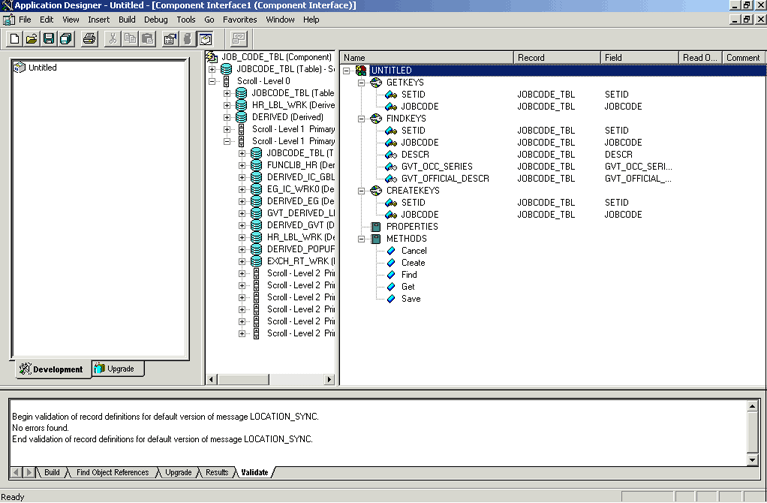 Application Designer - Untitled - [Component Interface1 (Component Interface)]
File Edit View Insert Build Debug Tools Go Favorites Window Help
Untitled
Development
Upgrade
JOB_CODE_TBL (Component)
JOBCODE_TBL (Table) - Sc
Scroll - Level 0
JOBCODE_TBL (Table
HR_LBL_WRK (Derive
DERIVED (Derived)
Scroll - Level 1 Primary
Scroll - Level 1 Primary
JOBCODE_TBL (T
FUNCLIB_HR (Der
DERIVED_IC_GBL
EG_IC_WRK0 (De
DERIVED_EG (De
GVT_DERIVED_LI
DERIVED_GVT (D
HR_LBL_WRK (De
DERIVED_POPUF
EXCH_RT_WRK (
Scroll - Level 2 Pri
Scroll - Level 2 Pri
Scroll - Level 2 Pri
Scroll - Level 2 Pri
Scroll - Level 2 Pri
Scroll - Level 2 Pri
Name Record Field Read O... Comment
UNTITLED
GETKEYS
SETID JOBCODE_TBL SETID
JOBCODE JOBCODE_TBL JOBCODE
FINDKEYS
SETID JOBCODE_TBL SETID
JOBCODE JOBCODE_TBL JOBCODE
DESCR JOBCODE_TBL DESCR
GVT_OCC_SERIES JOBCODE_TBL GVT_OCC_SERI...
GVT_OFFICIAL_DESCR JOBCODE_TBL GVT_OFFICIAL_...
CREATEKEYS
SETID JOBCODE_TBL SETID
JOBCODE JOBCODE_TBL JOBCODE
PROPERTIES
METHODS
Cancel
Create
Find
Get
Save
Begin validation of record definitions for default version of message LOCATION_SYNC.
No errors found.
End validation of record definitions for default version of message LOCATION_SYNC.
Build Find Object References Upgrade Results Validate
Ready